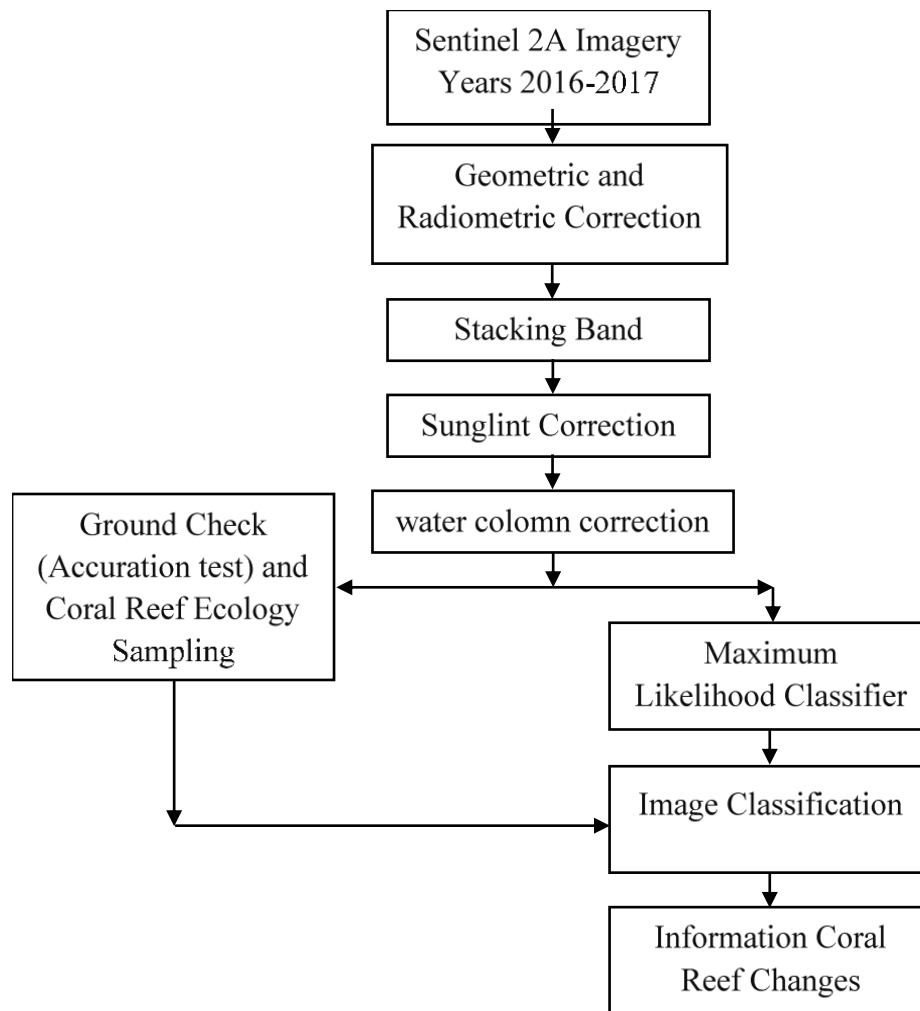 Sentinel 2A Imagery
Years 2016-2017
Geometric and
Radiometric Correction
Stacking Band
Sunglint Correction
water colomn correction
Ground Check
(Accuration test) and
Coral Reef Ecology
Sampling
Maximum
Likelihood Classifier
Image Classification
Information Coral
Reef Changes